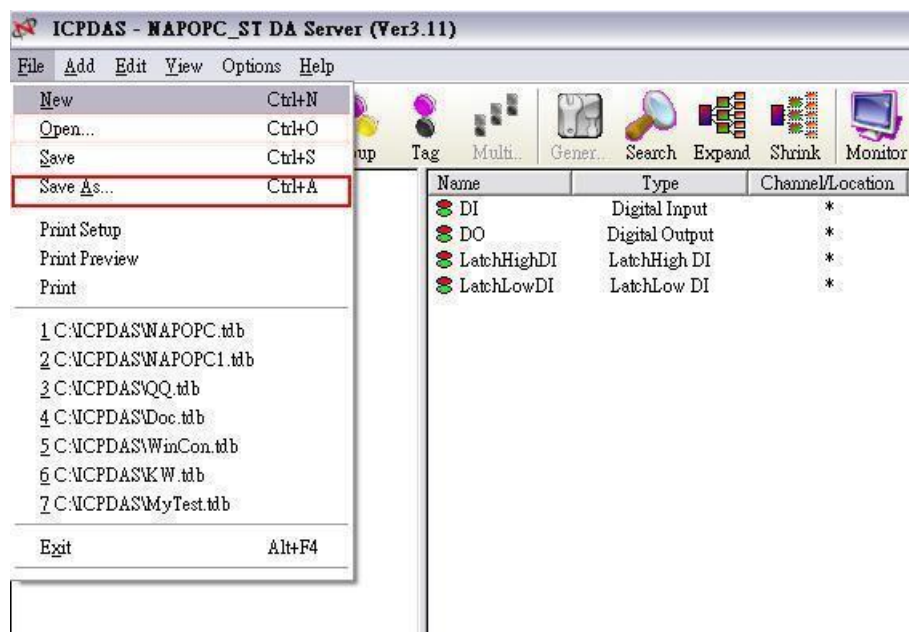 ICPDAS - NAPOPC_ST DA Server (Ver3.11)
File Add Edit View Options Help
New Ctrl+N
Open... Ctrl+O
Save Ctrl+S
Save As... Ctrl+A
Print Setup
Print Preview
Print
1 C:\ICPDAS\NAPOPC.tdb
2 C:\ICPDAS\NAPOPC1.tdb
3 C:\ICPDAS\QQ.tdb
4 C:\ICPDAS\Doc.tdb
5 C:\ICPDAS\WinCon.tdb
6 C:\ICPDAS\KW.tdb
7 C:\ICPDAS\MyTest.tdb
Exit Alt+F4
up Tag Multi.. Gener.. Search Expand Shrink Monitor
Name Type Channel/Location
DI Digital Input *
DO Digital Output *
LatchHighDI LatchHigh DI *
LatchLowDI LatchLow DI *